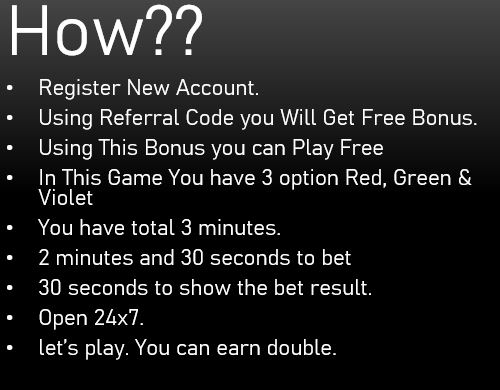 How??
• Register New Account.
• Using Referral Code you Will Get Free Bonus.
• Using This Bonus you can Play Free
• In This Game You have 3 option Red, Green &
Violet
• You have total 3 minutes.
• 2 minutes and 30 seconds to bet
• 30 seconds to show the bet result.
• Open 24x7.
• let's play. You can earn double.